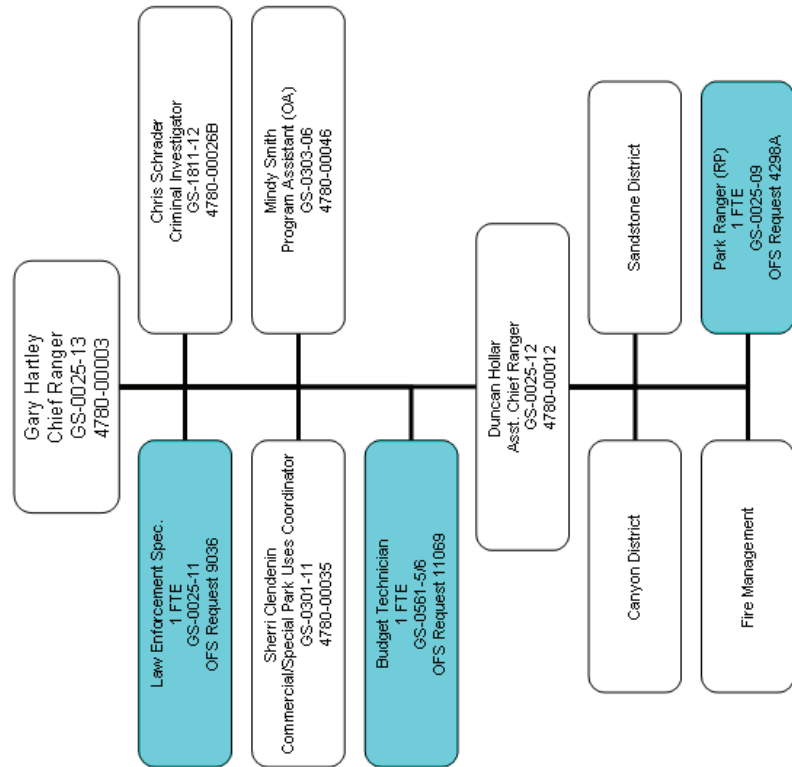 Gary Hartley
Chief Ranger
GS-0025-13
4780-00003
Law Enforcement Spec.
1 FTE
GS-0025-11
OFS Request 9036
Chris Schrader
Criminal Investigator
GS-1811-12
4780-00026B
Sherri Clendenin
Commercial/Special Park Uses Coordinator
GS-0301-11
4780-00035
Mindy Smith
Program Assistant (OA)
GS-0303-06
4780-00046
Budget Technician
1 FTE
GS-0561-5/6
OFS Request 11069
Duncan Hollar
Asst. Chief Ranger
GS-0025-12
4780-00012
Canyon District
Sandstone District
Fire Management
Park Ranger (RP)
1 FTE
GS-0025-09
OFS Request 4298A